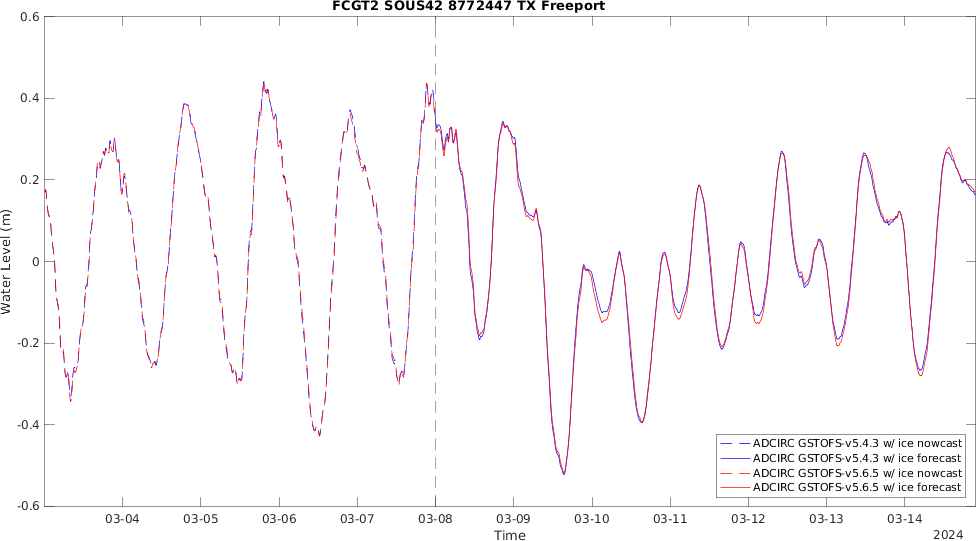 FCGT2 SOUS42 8772447 TX Freeport
0.6
0.4
0.2
0
-0.2
-0.4
-0.6
Water Level (m)
ADCIRC GSTOFS-v5.4.3 w/ ice nowcast
ADCIRC GSTOFS-v5.4.3 w/ ice forecast
ADCIRC GSTOFS-v5.6.5 w/ ice nowcast
ADCIRC GSTOFS-v5.6.5 w/ ice forecast
03-04 03-05 03-06 03-07 03-08 03-09 03-10 03-11 03-12 03-13 03-14
Time
2024